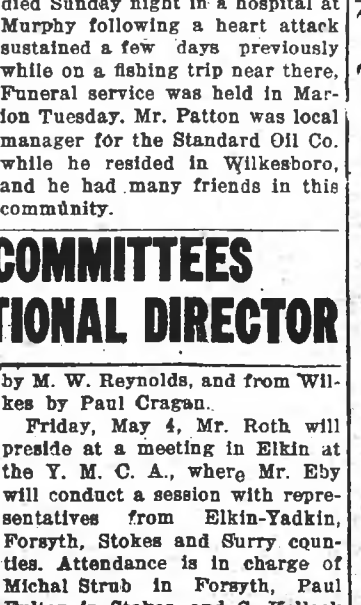 died Sunday night in a hospital at
Murphy following a heart attack
sustained a few days previously
while on a fishing trip near there,
Funeral service was held in Mar-
ion Tuesday. Mr. Patton was local
manager for the Standard Oil Co.
while he resided in Wilkesboro,
and he had many friends in this
community.
COMMITTEES
TIONAL DIRECTOR
by M. W. Reynolds, and from Wil-
kes by Paul Cragan.
Friday, May 4, Mr. Roth will
preside at a meeting in Elkin at
the Y. M. C. A., where Mr. Eby
will conduct a session with repre-
sentatives from Elkin-Yadkin,
Forsyth, Stokes and Surry coun-
ties. Attendance is in charge of
Michal Strub in Forsyth, Paul
in Stokes, and C.